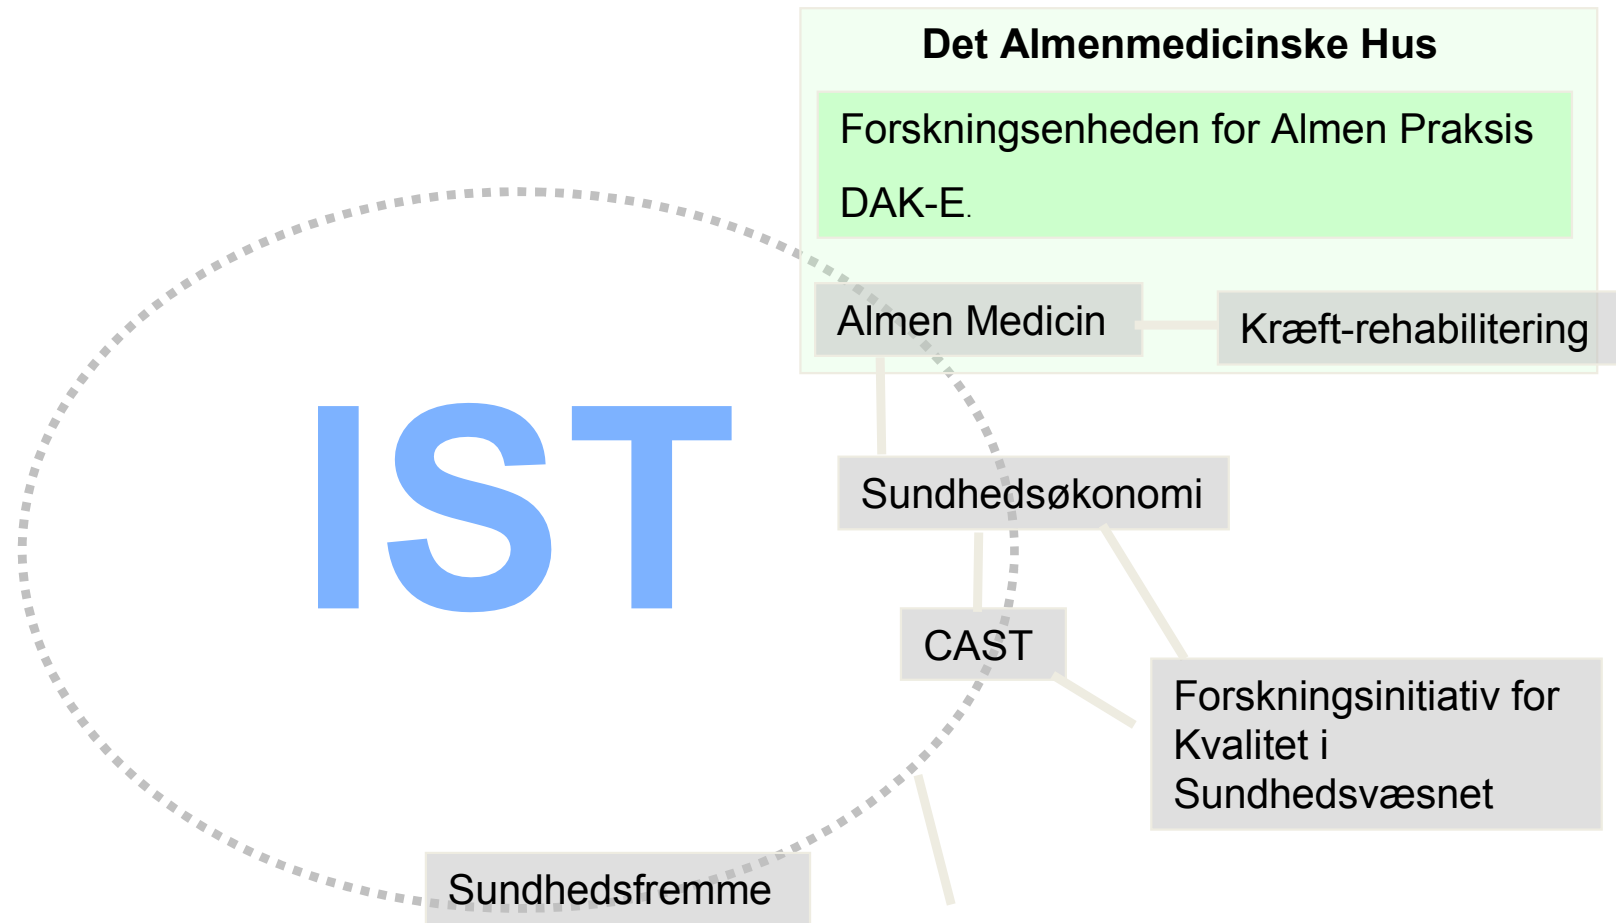 Det Almenmedicinske Hus
Forskningsenheden for Almen Praksis
DAK-E.
Almen Medicin
Kræft-rehabilitering
IST
Sundhedsøkonomi
CAST
Forskningsinitiativ for
Kvalitet i
Sundhedsvæsnet
Sundhedsfremme